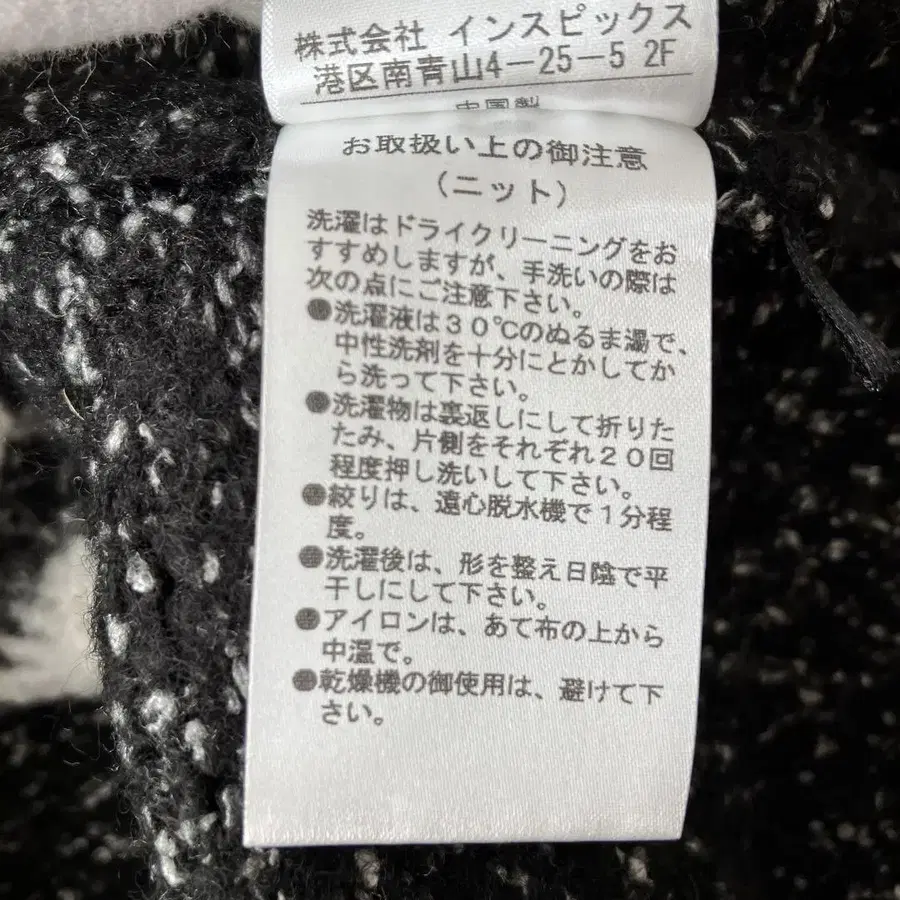 株式会社 インスピックス
港区南青山4-25-5 2F
中国製
お取扱い上の御注意
(ニット)
洗濯はドライクリーニングをお
すすめしますが、手洗いの際は
次の点にご注意下さい。
●洗濯液は30℃のぬるま湯で、
中性洗剤を十分にとかしてか
ら洗って下さい。
●洗濯物は裏返しにして折りた
たみ、片側をそれぞれ20回
程度押し洗いして下さい。
●絞りは、遠心脱水機で1分程
度。
●洗濯後は、形を整え日陰で平
干しにして下さい。
●アイロンは、あて布の上から
中温で。
●乾燥機の御使用は、避けて下
さい。